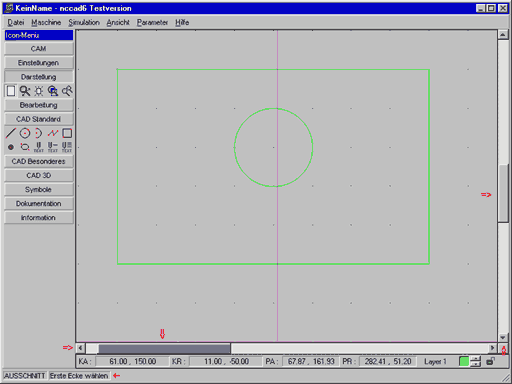 KeinName - nccad6 Testversion
Datei Maschine Simulation Ansicht Parameter Hilfe
Icon-Menü
CAM
Einstellungen
Darstellung
Bearbeitung
CAD Standard
TEXT TEXT TEXT
CAD Besonderes
CAD 3D
Symbole
Dokumentation
Information
KA : 61.00, 150.00 KR : 11.00, -50.00 PA : 67.87, 161.93 PR : 282.41, 51.20 Layer 1
AUSSCHNITT Erste Ecke wählen